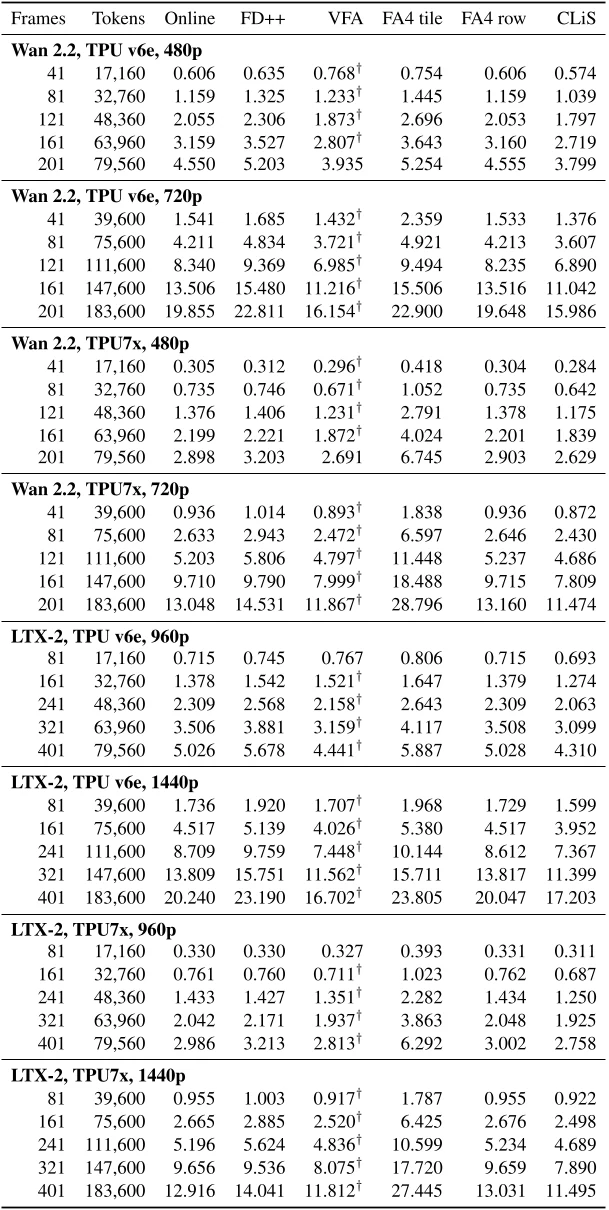 Frames Tokens Online FD++ VFA FA4 tile FA4 row CLiS
Wan 2.2, TPU v6e, 480p
41 17,160 0.606 0.635 0.768† 0.754 0.606 0.574
81 32,760 1.159 1.325 1.233† 1.445 1.159 1.039
121 48,360 2.055 2.306 1.873† 2.696 2.053 1.797
161 63,960 3.159 3.527 2.807† 3.643 3.160 2.719
201 79,560 4.550 5.203 3.935 5.254 4.555 3.799
Wan 2.2, TPU v6e, 720p
41 39,600 1.541 1.685 1.432† 2.359 1.533 1.376
81 75,600 4.211 4.834 3.721† 4.921 4.213 3.607
121 111,600 8.340 9.369 6.985† 9.494 8.235 6.890
161 147,600 13.506 15.480 11.216† 15.506 13.516 11.042
201 183,600 19.855 22.811 16.154† 22.900 19.648 15.986
Wan 2.2, TPU7x, 480p
41 17,160 0.305 0.312 0.296† 0.418 0.304 0.284
81 32,760 0.735 0.746 0.671† 1.052 0.735 0.642
121 48,360 1.376 1.406 1.231† 2.791 1.378 1.175
161 63,960 2.199 2.221 1.872† 4.024 2.201 1.839
201 79,560 2.898 3.203 2.691 6.745 2.903 2.629
Wan 2.2, TPU7x, 720p
41 39,600 0.936 1.014 0.893† 1.838 0.936 0.872
81 75,600 2.633 2.943 2.472† 6.597 2.646 2.430
121 111,600 5.203 5.806 4.797† 11.448 5.237 4.686
161 147,600 9.710 9.790 7.999† 18.488 9.715 7.809
201 183,600 13.048 14.531 11.867† 28.796 13.160 11.474
LTX-2, TPU v6e, 960p
81 17,160 0.715 0.745 0.767 0.806 0.715 0.693
161 32,760 1.378 1.542 1.521† 1.647 1.379 1.274
241 48,360 2.309 2.568 2.158† 2.643 2.309 2.063
321 63,960 3.506 3.881 3.159† 4.117 3.508 3.099
401 79,560 5.026 5.678 4.441† 5.887 5.028 4.310
LTX-2, TPU v6e, 1440p
81 39,600 1.736 1.920 1.707† 1.968 1.729 1.599
161 75,600 4.517 5.139 4.026† 5.380 4.517 3.952
241 111,600 8.709 9.759 7.448† 10.144 8.612 7.367
321 147,600 13.809 15.751 11.562† 15.711 13.817 11.399
401 183,600 20.240 23.190 16.702† 23.805 20.047 17.203
LTX-2, TPU7x, 960p
81 17,160 0.330 0.330 0.327 0.393 0.331 0.311
161 32,760 0.761 0.760 0.711† 1.023 0.762 0.687
241 48,360 1.433 1.427 1.351† 2.282 1.434 1.250
321 63,960 2.042 2.171 1.937† 3.863 2.048 1.925
401 79,560 2.986 3.213 2.813† 6.292 3.002 2.758
LTX-2, TPU7x, 1440p
81 39,600 0.955 1.003 0.917† 1.787 0.955 0.922
161 75,600 2.665 2.885 2.520† 6.425 2.676 2.498
241 111,600 5.196 5.624 4.836† 10.599 5.234 4.689
321 147,600 9.656 9.536 8.075† 17.720 9.659 7.890
401 183,600 12.916 14.041 11.812† 27.445 13.031 11.495